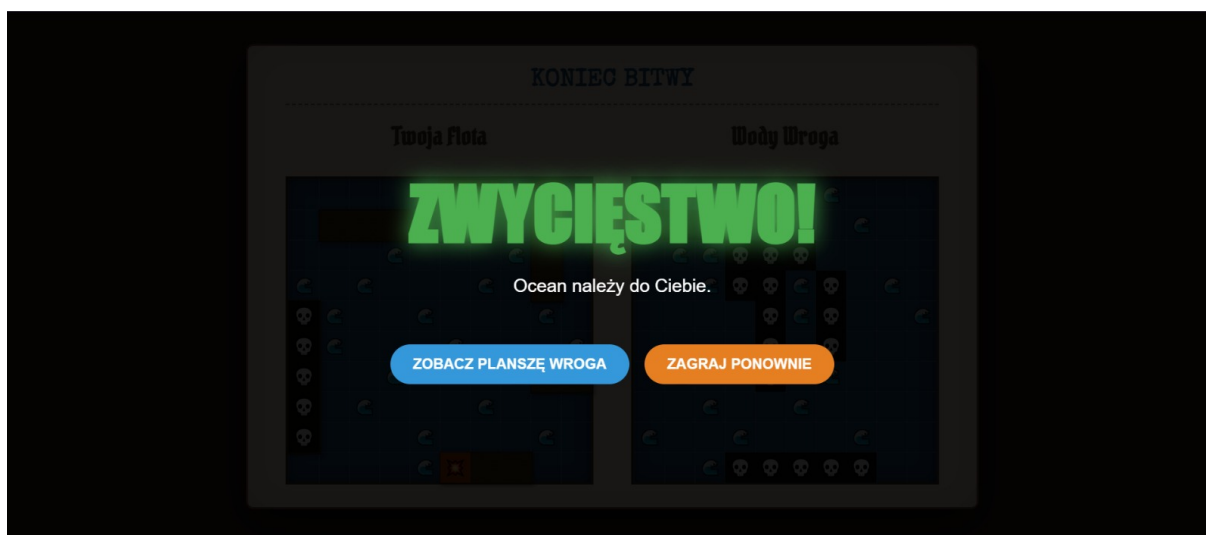 KONIEC BITWY
Twoja Flota Wody Wroga
ZWYCIĘSTWO!
Ocean należy do Ciebie.
ZOBACZ PLANSZĘ WROGA ZAGRAJ PONOWNIE